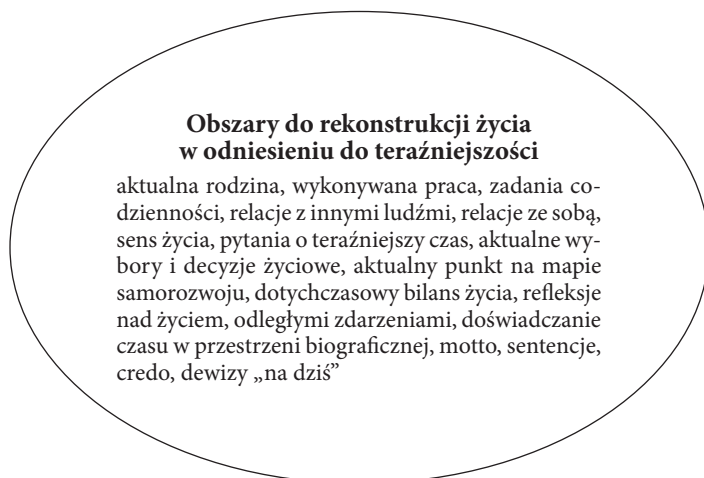 Obszary do rekonstrukcji życia
w odniesieniu do teraźniejszości
aktualna rodzina, wykonywana praca, zadania co-
dzienności, relacje z innymi ludźmi, relacje ze sobą,
sens życia, pytania o teraźniejszy czas, aktualne wy-
bory i decyzje życiowe, aktualny punkt na mapie
samorozwoju, dotychczasowy bilans życia, refleksje
nad życiem, odległymi zdarzeniami, doświadczanie
czasu w przestrzeni biograficznej, motto, sentencje,
credo, dewizy „na dziś”